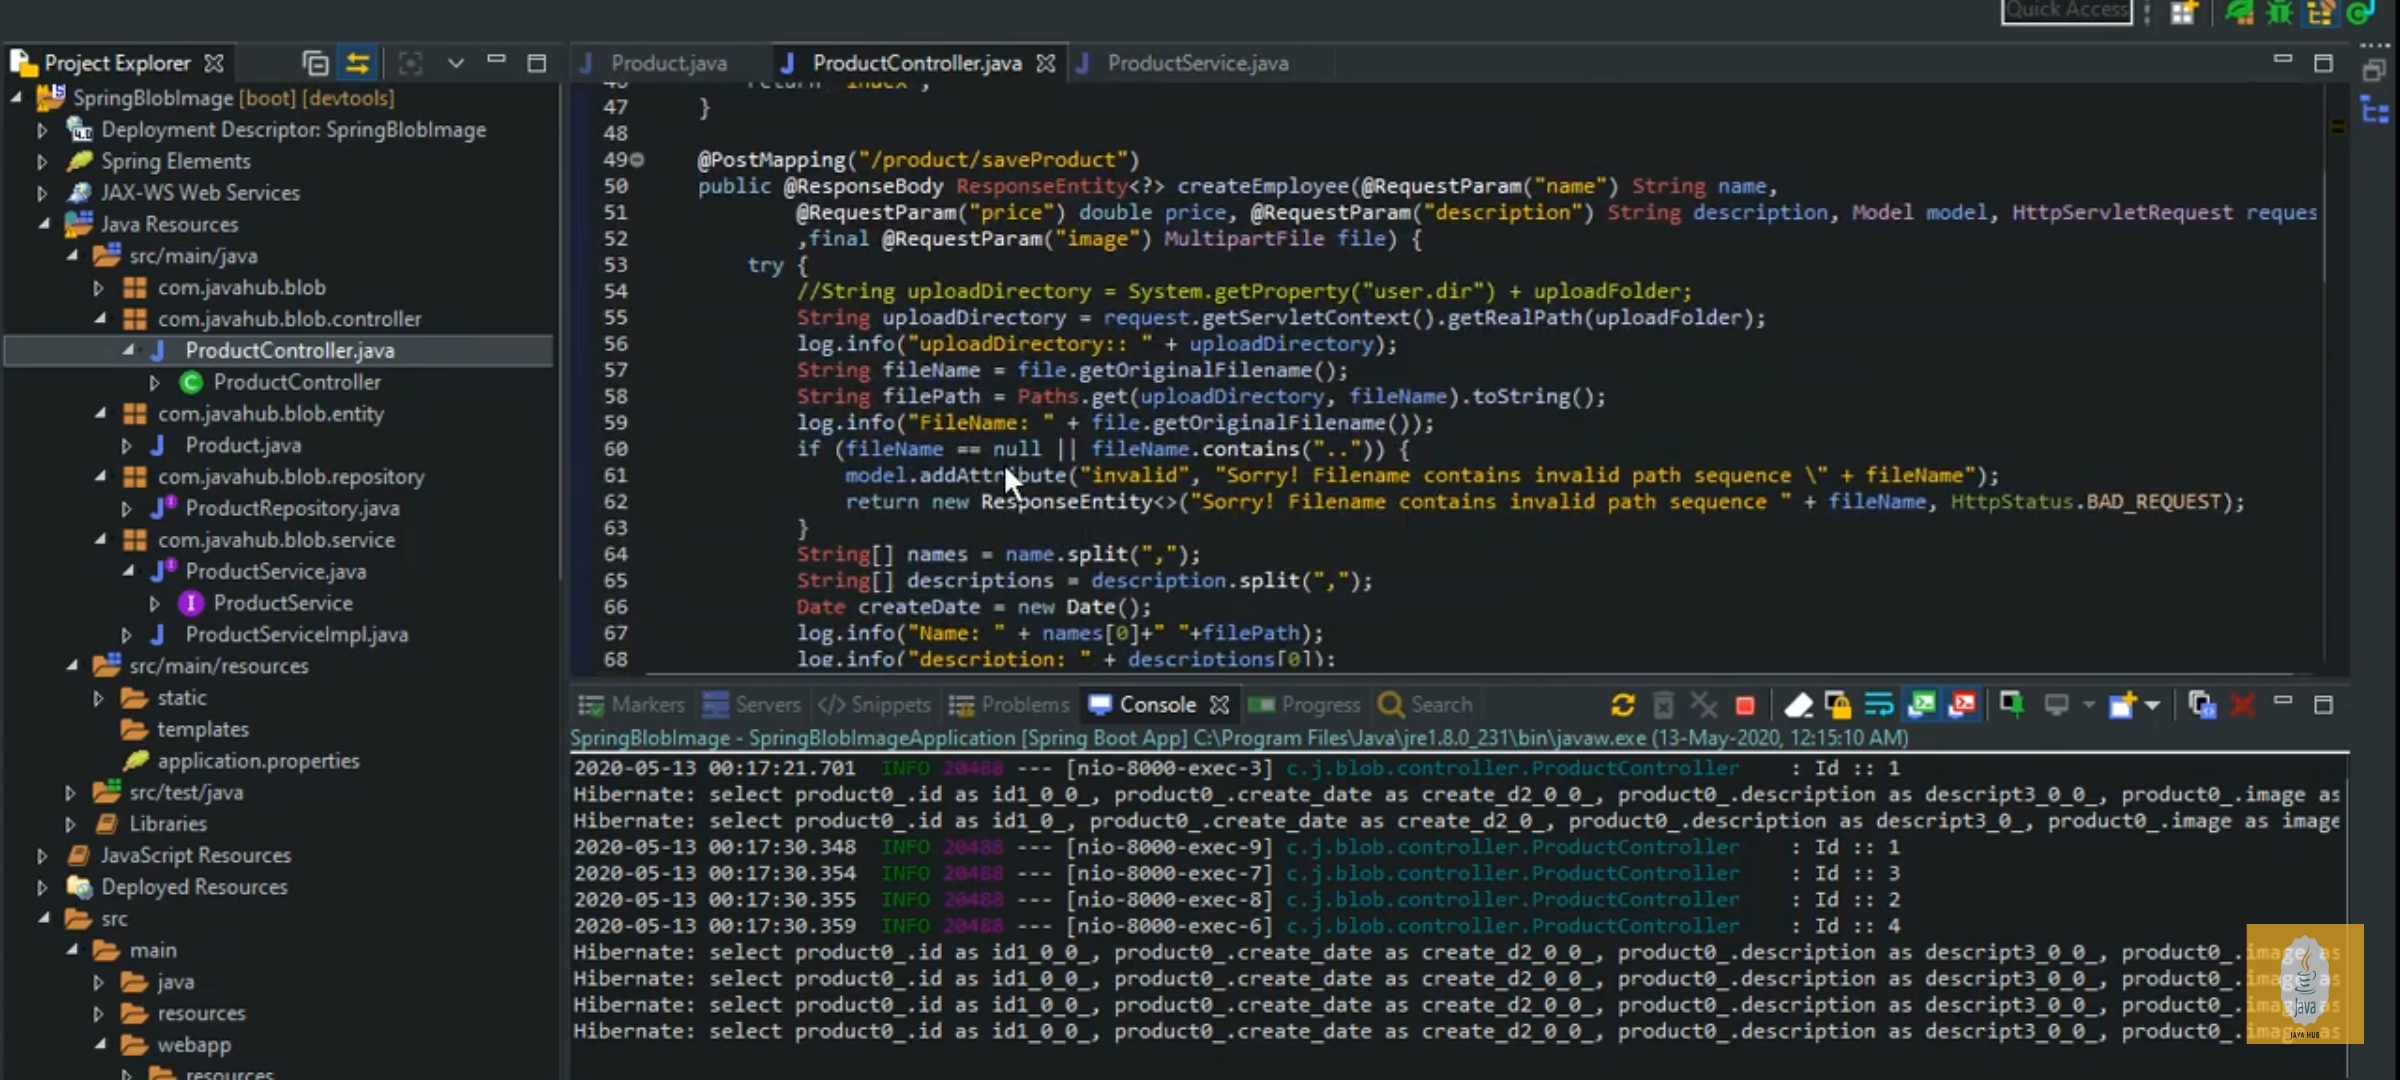 Quick Access
Project Explorer
SpringBlobImage [boot] [devtools]
Deployment Descriptor: SpringBlobImage
Spring Elements
JAX-WS Web Services
Java Resources
src/main/java
com.javahub.blob
com.javahub.blob.controller
ProductController.java
ProductController
com.javahub.blob.entity
Product.java
com.javahub.blob.repository
ProductRepository.java
com.javahub.blob.service
ProductService.java
ProductService
ProductServiceImpl.java
src/main/resources
static
templates
application.properties
src/test/java
Libraries
JavaScript Resources
Deployed Resources
src
main
java
resources
webapp
resources
Product.java ProductController.java ProductService.java
46 return "index";
47 }
48
49 @PostMapping("/product/saveProduct")
50 public @ResponseBody ResponseEntity<?> createEmployee(@RequestParam("name") String name,
51 @RequestParam("price") double price, @RequestParam("description") String description, Model model, HttpServletRequest reques
52 ,final @RequestParam("image") MultipartFile file) {
53 try {
54 //String uploadDirectory = System.getProperty("user.dir") + uploadFolder;
55 String uploadDirectory = request.getServletContext().getRealPath(uploadFolder);
56 log.info("uploadDirectory:: " + uploadDirectory);
57 String fileName = file.getOriginalFilename();
58 String filePath = Paths.get(uploadDirectory, fileName).toString();
59 log.info("FileName: " + file.getOriginalFilename());
60 if (fileName == null || fileName.contains("..")) {
61 model.addAttribute("invalid", "Sorry! Filename contains invalid path sequence \" + fileName");
62 return new ResponseEntity<>("Sorry! Filename contains invalid path sequence " + fileName, HttpStatus.BAD_REQUEST);
63 }
64 String[] names = name.split(",");
65 String[] descriptions = description.split(",");
66 Date createDate = new Date();
67 log.info("Name: " + names[0]+" "+filePath);
68 log.info("description: " + descriptions[0]);
Markers Servers Snippets Problems Console Progress Search
SpringBlobImage - SpringBlobImageApplication [Spring Boot App] C:\Program Files\Java\jre1.8.0_231\bin\javaw.exe (13-May-2020, 12:15:10 AM)
2020-05-13 00:17:21.701 INFO 20488 --- [nio-8000-exec-3] c.j.blob.controller.ProductController : Id :: 1
Hibernate: select product0_.id as id1_0_0_, product0_.create_date as create_d2_0_0_, product0_.description as descript3_0_0_, product0_.image as
Hibernate: select product0_.id as id1_0_, product0_.create_date as create_d2_0_, product0_.description as descript3_0_, product0_.image as image
2020-05-13 00:17:30.348 INFO 20488 --- [nio-8000-exec-9] c.j.blob.controller.ProductController : Id :: 1
2020-05-13 00:17:30.354 INFO 20488 --- [nio-8000-exec-7] c.j.blob.controller.ProductController : Id :: 3
2020-05-13 00:17:30.355 INFO 20488 --- [nio-8000-exec-8] c.j.blob.controller.ProductController : Id :: 2
2020-05-13 00:17:30.359 INFO 20488 --- [nio-8000-exec-6] c.j.blob.controller.ProductController : Id :: 4
Hibernate: select product0_.id as id1_0_0_, product0_.create_date as create_d2_0_0_, product0_.description as descript3_0_0_, product0_.image as
Hibernate: select product0_.id as id1_0_0_, product0_.create_date as create_d2_0_0_, product0_.description as descript3_0_0_, product0_.image as
Hibernate: select product0_.id as id1_0_0_, product0_.create_date as create_d2_0_0_, product0_.description as descript3_0_0_, product0_.image as
Hibernate: select product0_.id as id1_0_0_, product0_.create_date as create_d2_0_0_, product0_.description as descript3_0_0_, product0_.image as
Java
JAVA HUB